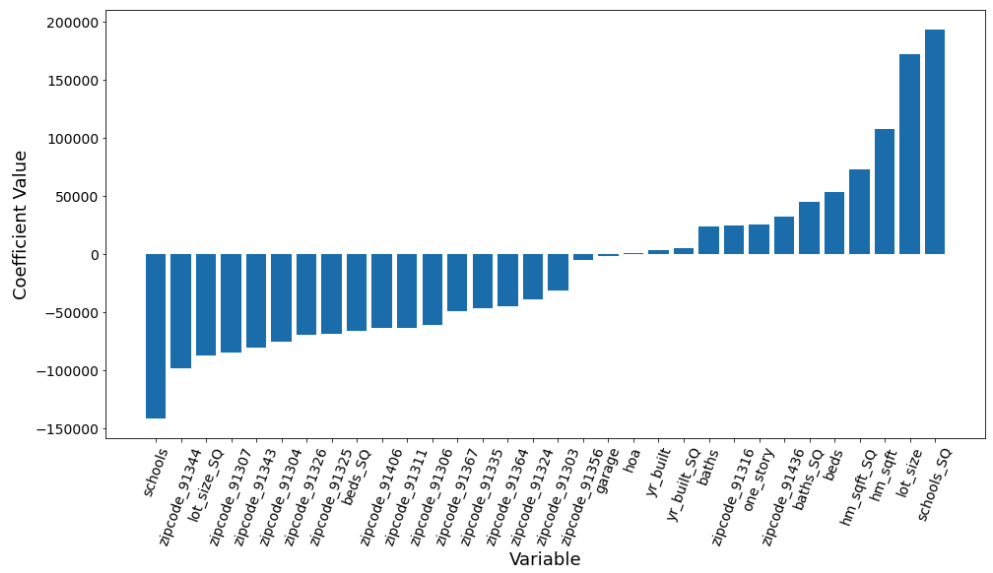 200000
150000
100000
50000
0
−50000
−100000
−150000
Coefficient Value
schools
zipcode_91344
lot_size_SQ
zipcode_91307
zipcode_91343
zipcode_91304
zipcode_91326
zipcode_91325
beds_SQ
zipcode_91406
zipcode_91311
zipcode_91306
zipcode_91367
zipcode_91335
zipcode_91364
zipcode_91324
zipcode_91303
zipcode_91356
garage
hoa
yr_built
yr_built_SQ
baths
zipcode_91316
one_story
zipcode_91436
baths_SQ
beds
hm_sqft_SQ
hm_sqft
lot_size
schools_SQ
Variable